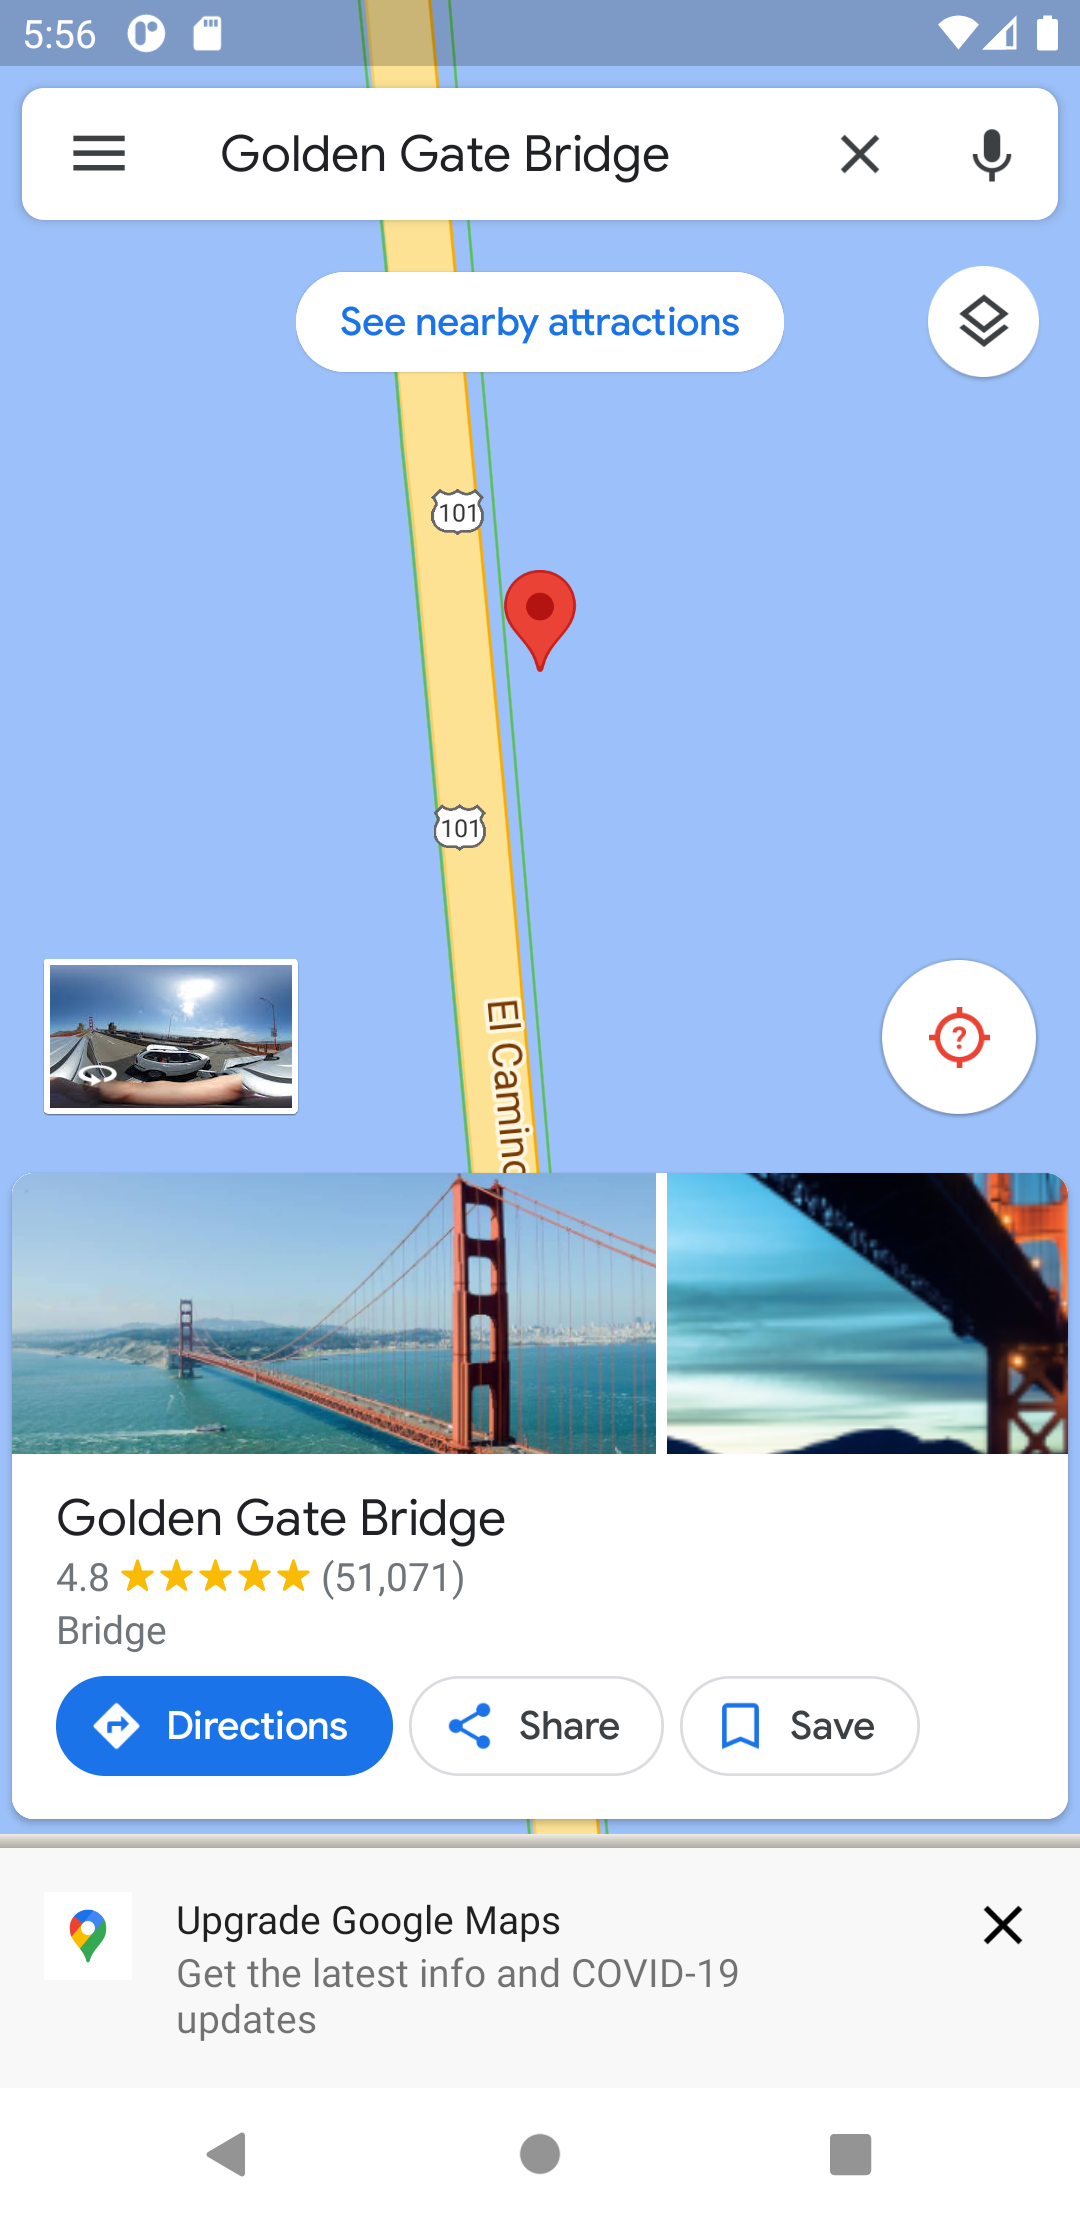 5:56
Golden Gate Bridge
See nearby attractions
101
101
?
El Camino
Golden Gate Bridge
4.8 (51,071)
Bridge
Directions Share Save
Upgrade Google Maps
Get the latest info and COVID-19
updates